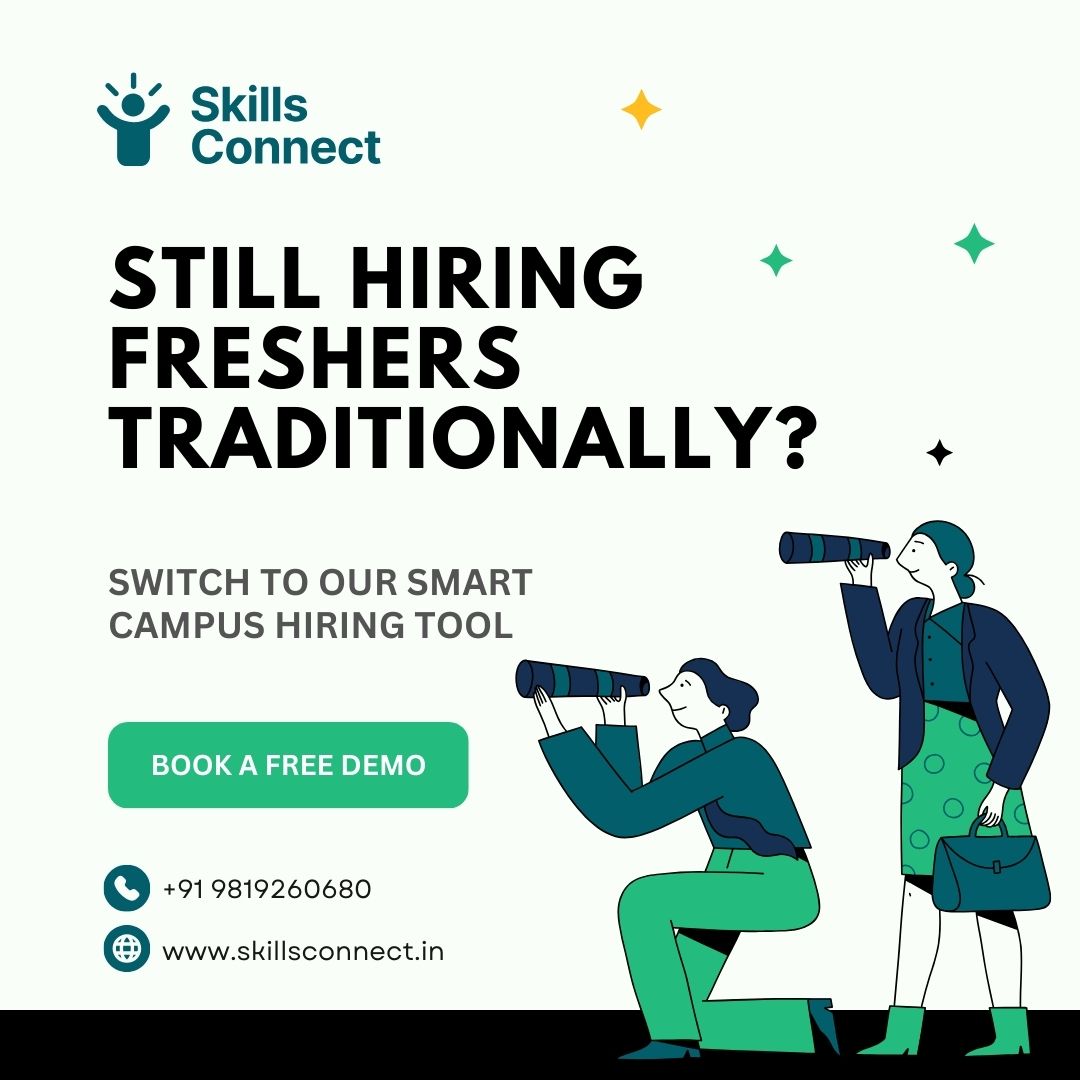 Skills
Connect
STILL HIRING
FRESHERS
TRADITIONALLY?
SWITCH TO OUR SMART
CAMPUS HIRING TOOL
BOOK A FREE DEMO
+91 9819260680
www.skillsconnect.in